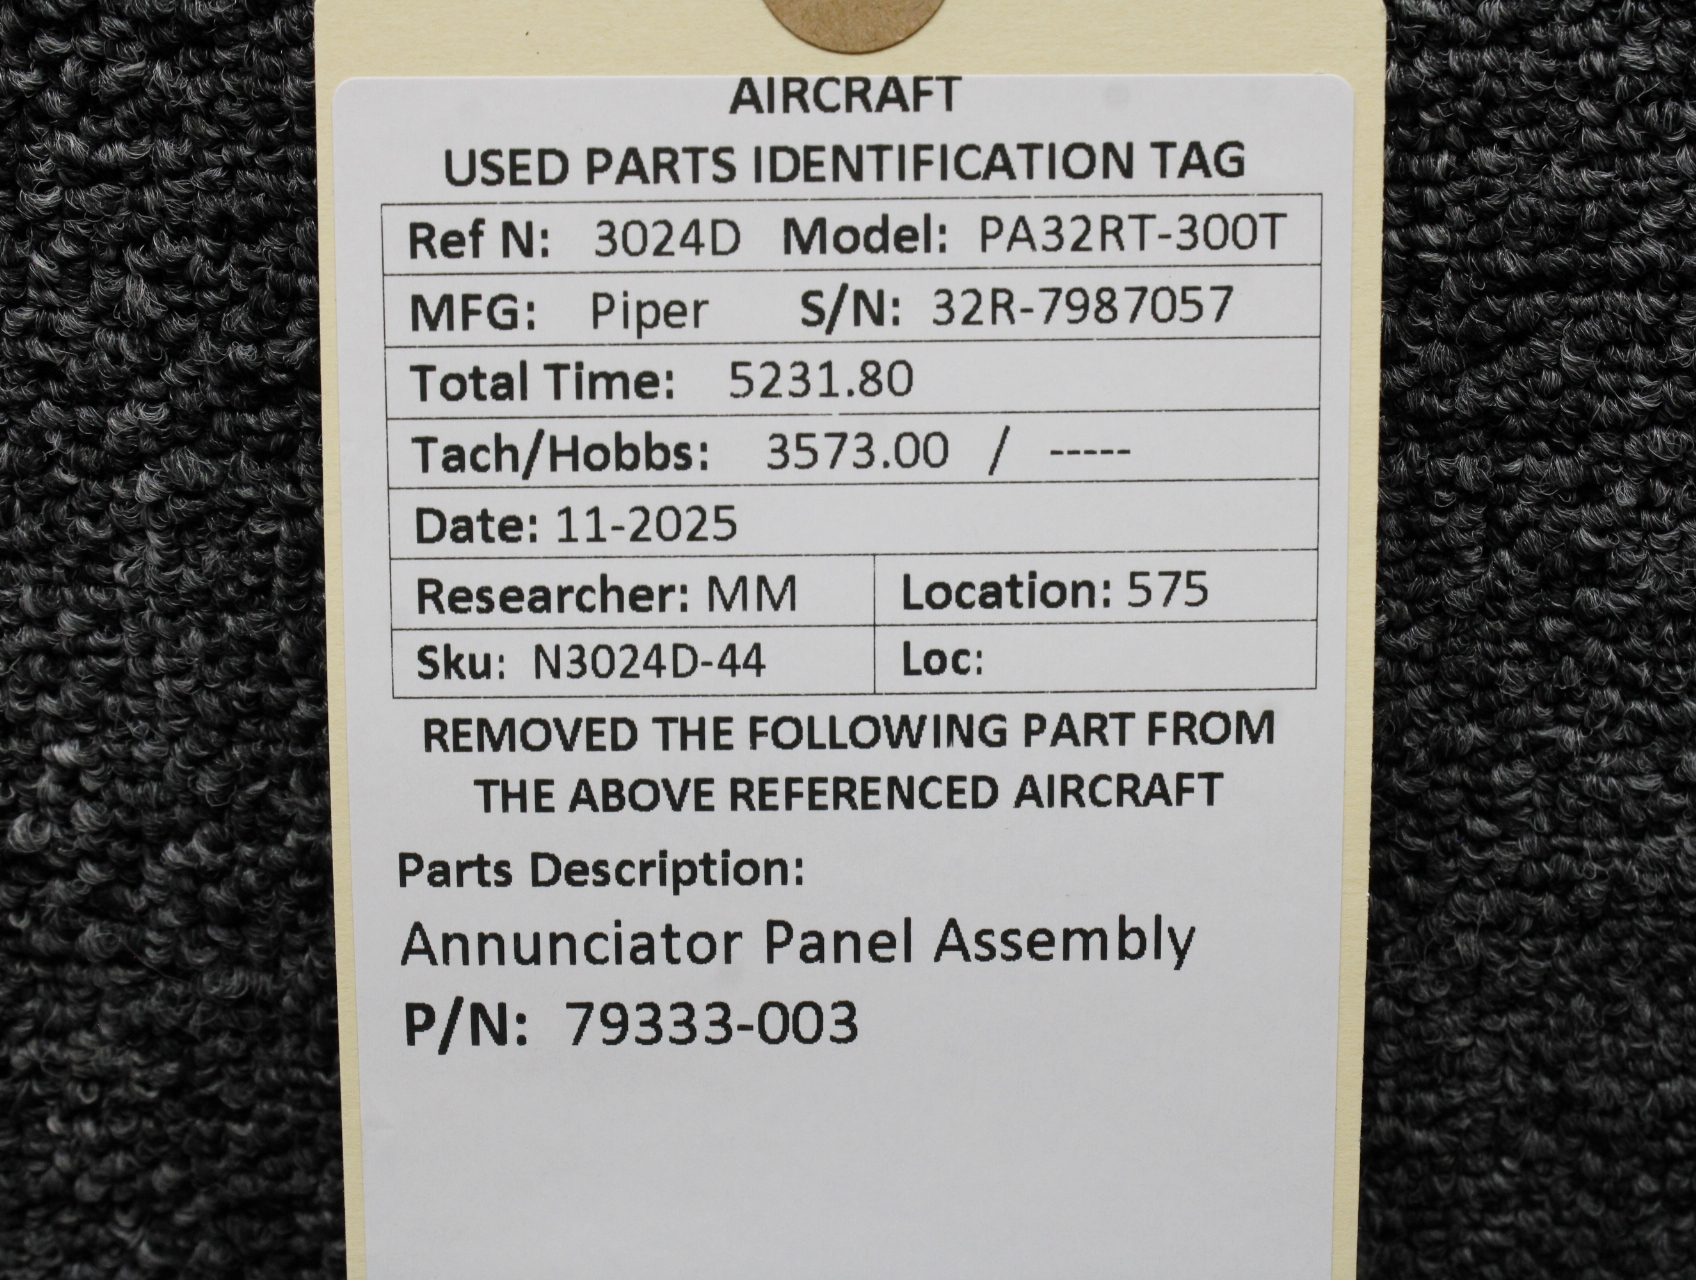 AIRCRAFT
USED PARTS IDENTIFICATION TAG
Ref N: 3024D Model: PA32RT-300T
MFG: Piper S/N: 32R-7987057
Total Time: 5231.80
Tach/Hobbs: 3573.00 / -----
Date: 11-2025
Researcher: MM Location: 575
Sku: N3024D-44 Loc:
REMOVED THE FOLLOWING PART FROM
THE ABOVE REFERENCED AIRCRAFT
Parts Description:
Annunciator Panel Assembly
P/N: 79333-003